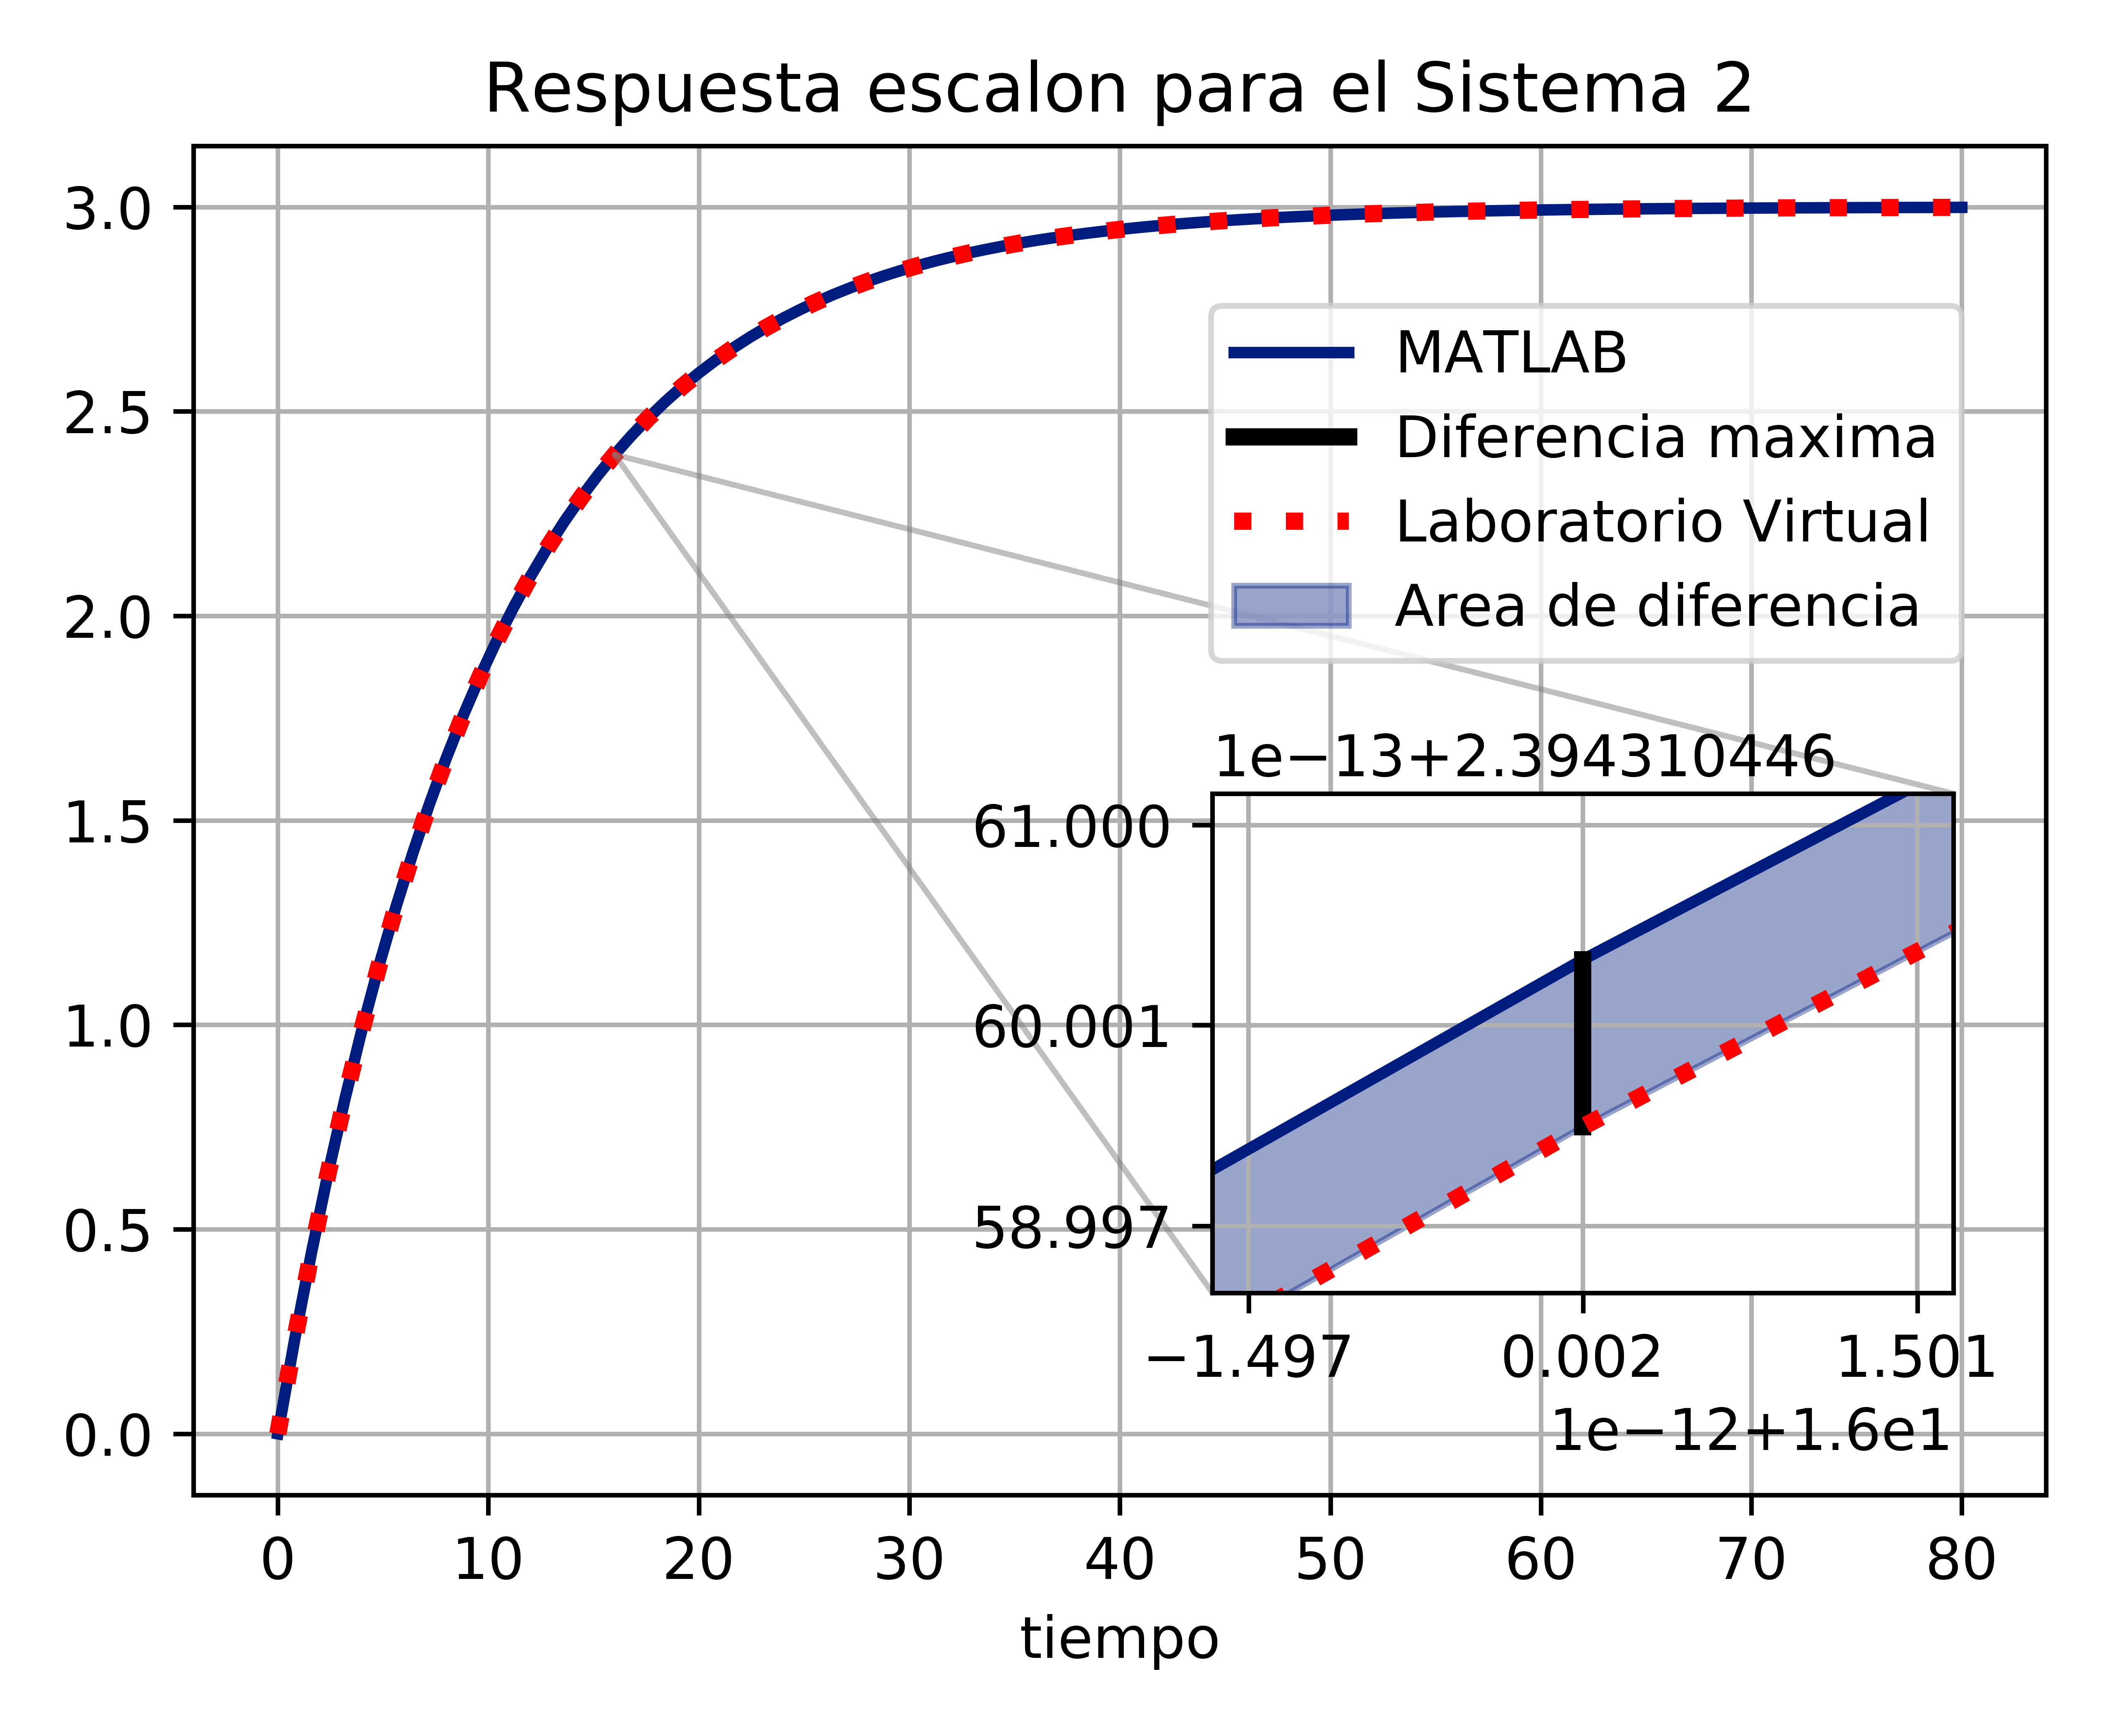 Respuesta escalon para el Sistema 2
3.0
2.5
2.0
1.5
1.0
0.5
0.0
MATLAB
Diferencia maxima
Laboratorio Virtual
Area de diferencia
1e−13+2.394310446
61.000
60.001
58.997
−1.497 0.002 1.501
1e−12+1.6e1
0 10 20 30 40 50 60 70 80
tiempo